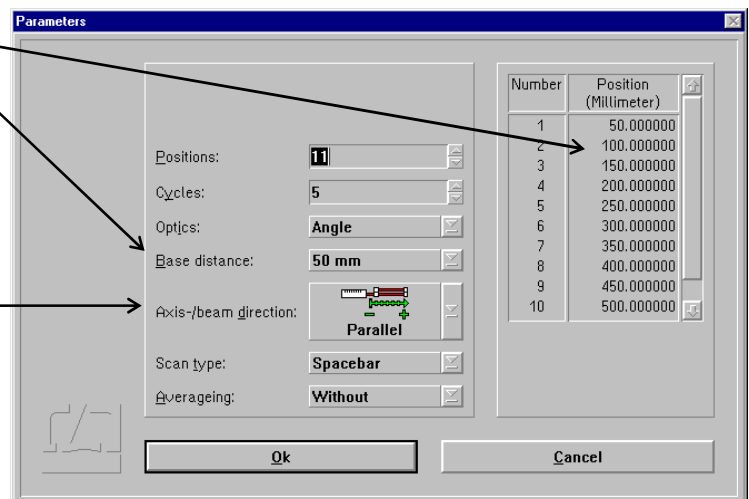 Parameters
Positions: 11
Cycles: 5
Optics: Angle
Base distance: 50 mm
Axis-/beam direction: Parallel
Scan type: Spacebar
Averageing: Without
Number Position
(Millimeter)
1 50.000000
2 100.000000
3 150.000000
4 200.000000
5 250.000000
6 300.000000
7 350.000000
8 400.000000
9 450.000000
10 500.000000
Ok Cancel